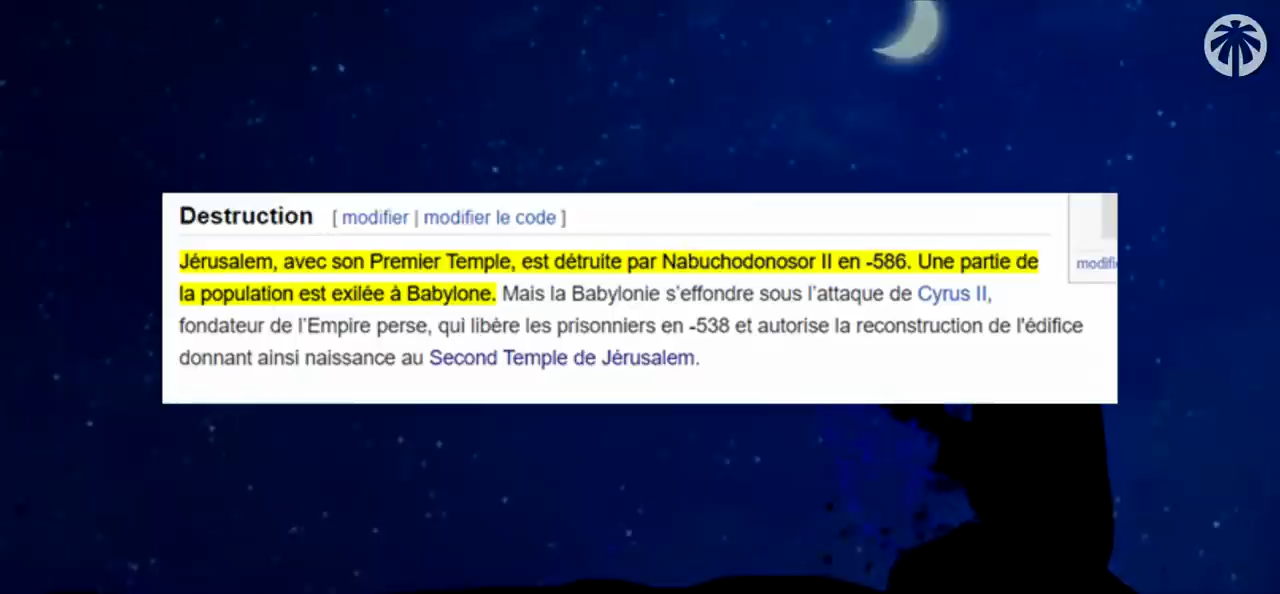 Destruction [ modifier | modifier le code ]
Jérusalem, avec son Premier Temple, est détruite par Nabuchodonosor II en -586. Une partie de
la population est exilée à Babylone. Mais la Babylonie s'effondre sous l'attaque de Cyrus II,
fondateur de l'Empire perse, qui libère les prisonniers en -538 et autorise la reconstruction de l'édifice
donnant ainsi naissance au Second Temple de Jérusalem.
modifi